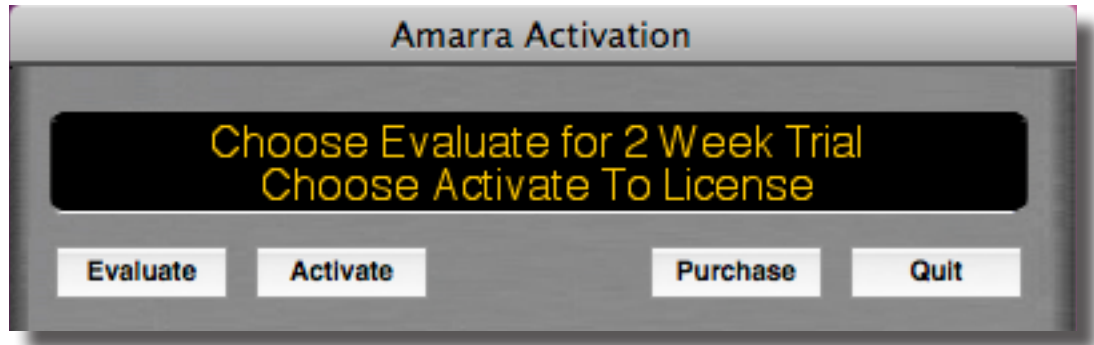 Amarra Activation
Choose Evaluate for 2 Week Trial
Choose Activate To License
Evaluate Activate Purchase Quit